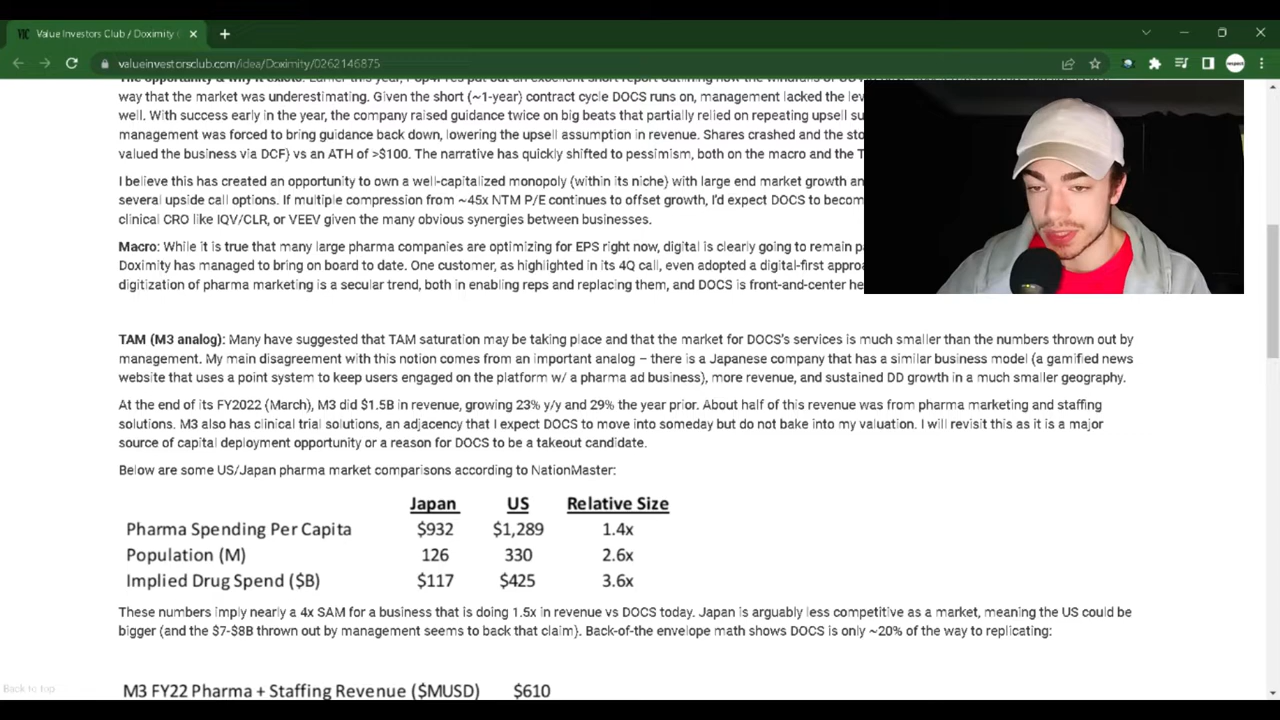 Value Investors Club / Doximity (
valueinvestorsclub.com/idea/Doximity/0262146875
way that the market was underestimating. Given the short (~1-year) contract cycle DOCS runs on, management lacked the lev
well. With success early in the year, the company raised guidance twice on big beats that partially relied on repeating upsell su
management was forced to bring guidance back down, lowering the upsell assumption in revenue. Shares crashed and the sto
valued the business via DCF) vs an ATH of >$100. The narrative has quickly shifted to pessimism, both on the macro and the T
I believe this has created an opportunity to own a well-capitalized monopoly (within its niche) with large end market growth an
several upside call options. If multiple compression from ~45x NTM P/E continues to offset growth, I'd expect DOCS to becom
clinical CRO like IQV/CLR, or VEEV given the many obvious synergies between businesses.
Macro: While it is true that many large pharma companies are optimizing for EPS right now, digital is clearly going to remain pa
Doximity has managed to bring on board to date. One customer, as highlighted in its 4Q call, even adopted a digital-first approa
digitization of pharma marketing is a secular trend, both in enabling reps and replacing them, and DOCS is front-and-center he
TAM (M3 analog): Many have suggested that TAM saturation may be taking place and that the market for DOCS's services is much smaller than the numbers thrown out by
management. My main disagreement with this notion comes from an important analog – there is a Japanese company that has a similar business model (a gamified news
website that uses a point system to keep users engaged on the platform w/ a pharma ad business), more revenue, and sustained DD growth in a much smaller geography.
At the end of its FY2022 (March), M3 did $1.5B in revenue, growing 23% y/y and 29% the year prior. About half of this revenue was from pharma marketing and staffing
solutions. M3 also has clinical trial solutions, an adjacency that I expect DOCS to move into someday but do not bake into my valuation. I will revisit this as it is a major
source of capital deployment opportunity or a reason for DOCS to be a takeout candidate.
Below are some US/Japan pharma market comparisons according to NationMaster:
Japan US Relative Size
Pharma Spending Per Capita $932 $1,289 1.4x
Population (M) 126 330 2.6x
Implied Drug Spend ($B) $117 $425 3.6x
These numbers imply nearly a 4x SAM for a business that is doing 1.5x in revenue vs DOCS today. Japan is arguably less competitive as a market, meaning the US could be
bigger (and the $7-$8B thrown out by management seems to back that claim). Back-of-the envelope math shows DOCS is only ~20% of the way to replicating:
Back to top
M3 FY22 Pharma + Staffing Revenue ($MUSD) $610